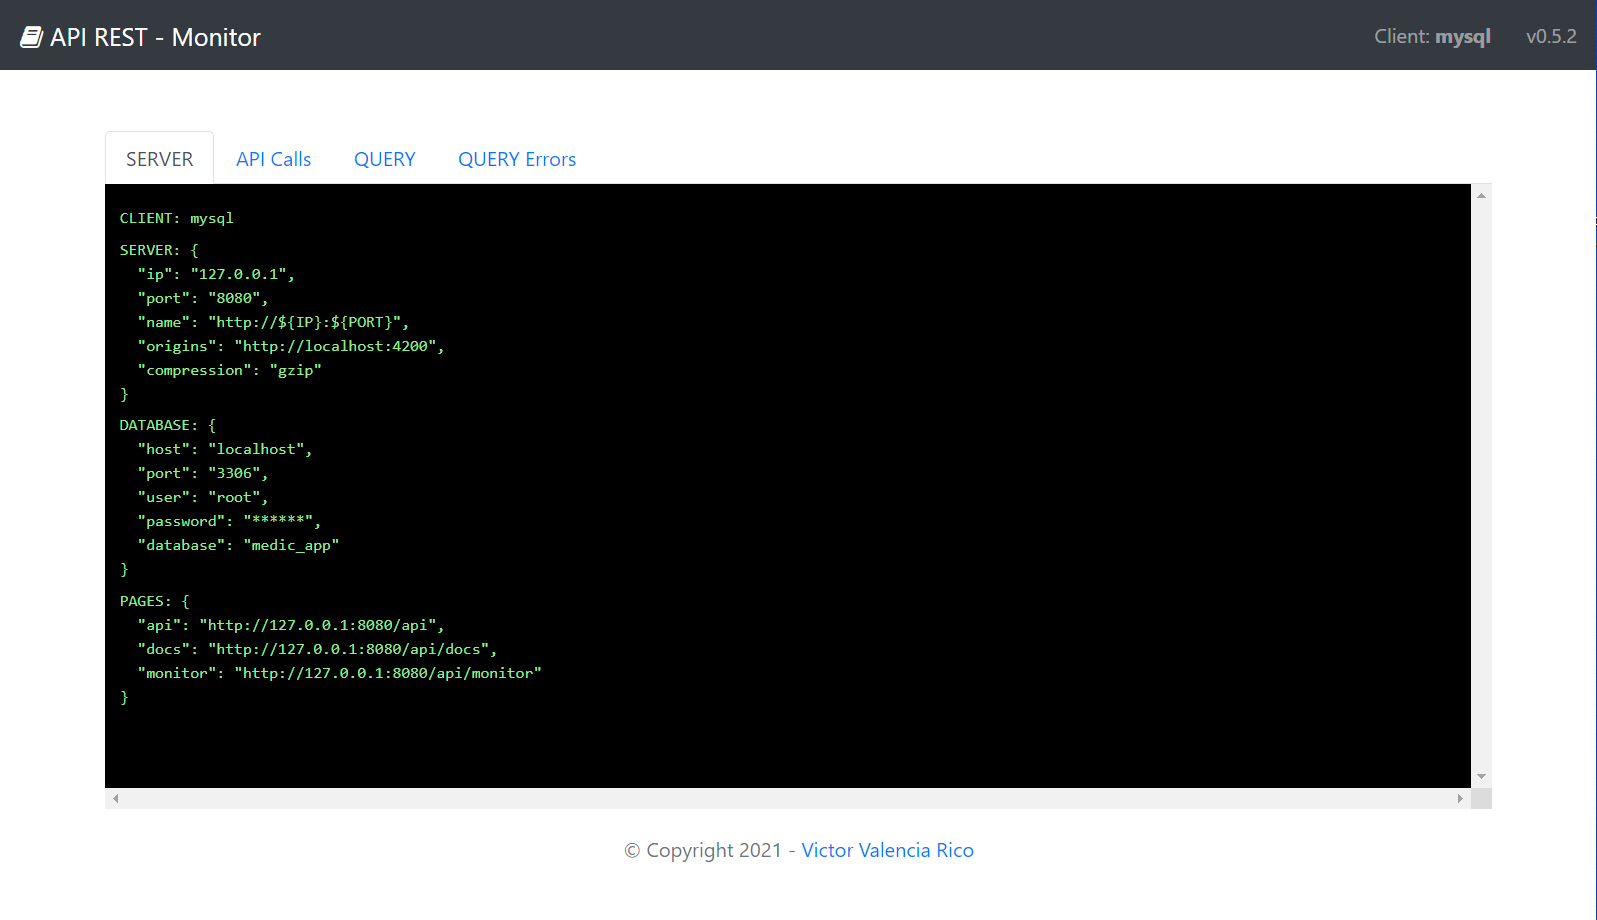 API REST - Monitor
Client: mysql v0.5.2
SERVER API Calls QUERY QUERY Errors
CLIENT: mysql
SERVER: {
  "ip": "127.0.0.1",
  "port": "8080",
  "name": "http://${IP}:${PORT}",
  "origins": "http://localhost:4200",
  "compression": "gzip"
}
DATABASE: {
  "host": "localhost",
  "port": "3306",
  "user": "root",
  "password": "******",
  "database": "medic_app"
}
PAGES: {
  "api": "http://127.0.0.1:8080/api",
  "docs": "http://127.0.0.1:8080/api/docs",
  "monitor": "http://127.0.0.1:8080/api/monitor"
}
© Copyright 2021 - Victor Valencia Rico